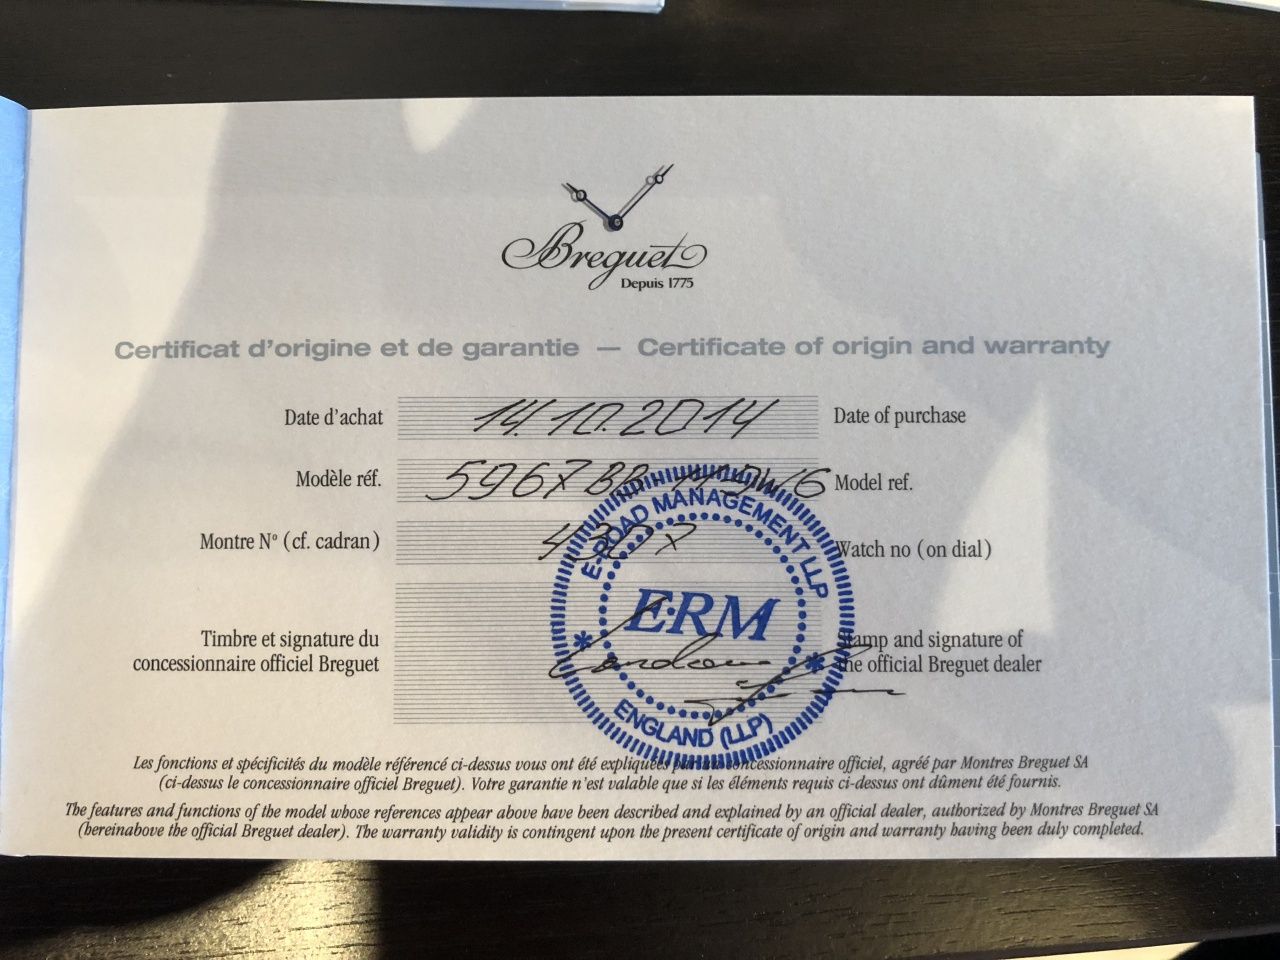 Breguet
Depuis 1775
Certificat d'origine et de garantie — Certificate of origin and warranty
Date d'achat 14.10.2014 Date of purchase
Modèle réf. 5967BB Model ref.
Montre Nº (cf. cadran) Watch no (on dial)
E-ROAD MANAGEMENT LLP
E·RM
ENGLAND (LLP)
Timbre et signature du
concessionnaire officiel Breguet
Stamp and signature of
the official Breguet dealer
Les fonctions et spécificités du modèle référencé ci-dessus vous ont été expliquées par un concessionnaire officiel, agréé par Montres Breguet SA
(ci-dessus le concessionnaire officiel Breguet). Votre garantie n'est valable que si les éléments requis ci-dessus ont dûment été fournis.
The features and functions of the model whose references appear above have been described and explained by an official dealer, authorized by Montres Breguet SA
(hereinabove the official Breguet dealer). The warranty validity is contingent upon the present certificate of origin and warranty having been duly completed.